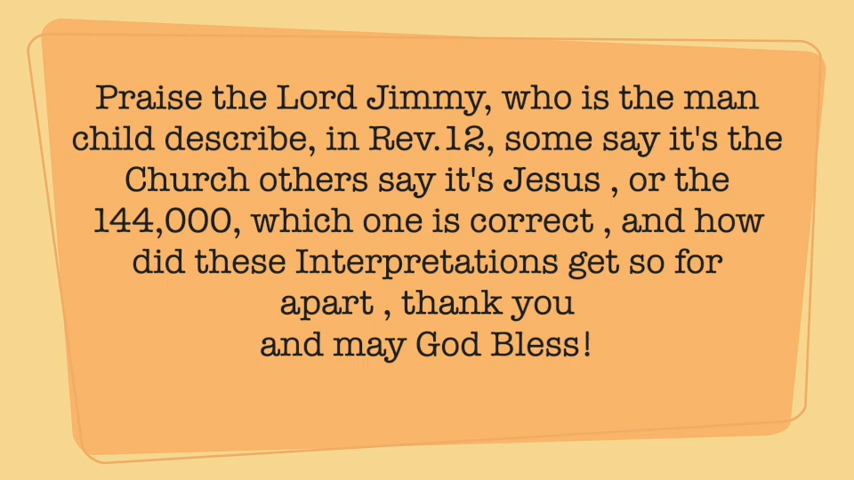 Praise the Lord Jimmy, who is the man
child describe, in Rev.12, some say it's the
Church others say it's Jesus , or the
144,000, which one is correct , and how
did these Interpretations get so for
apart , thank you
and may God Bless!